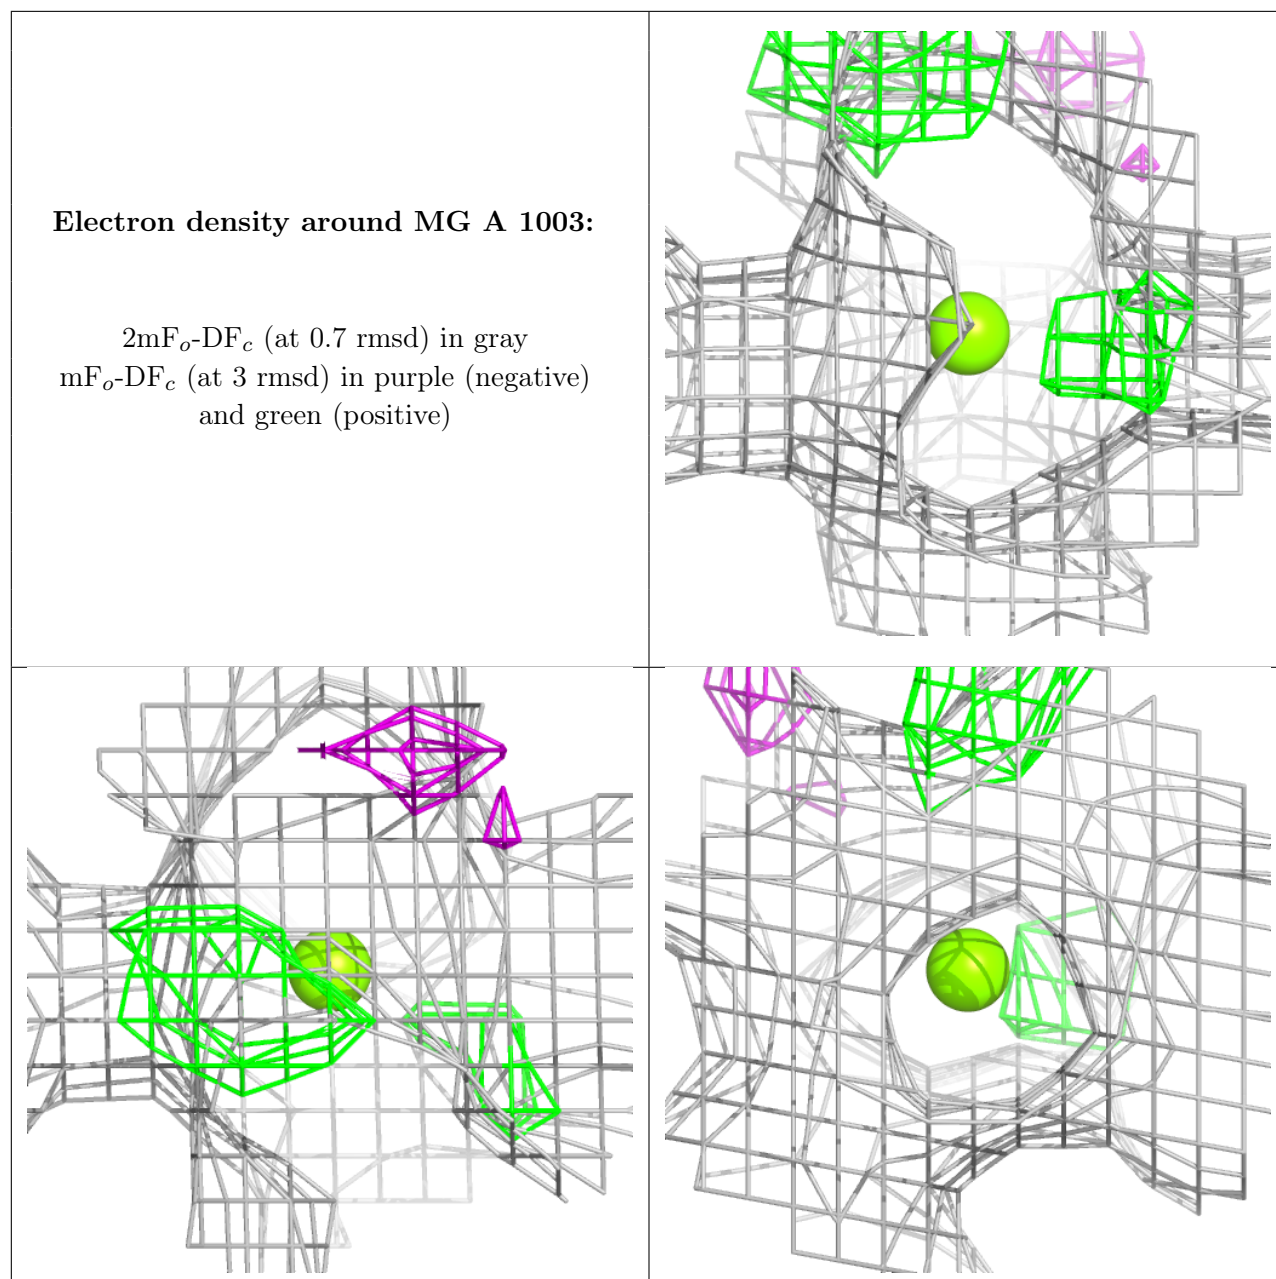 Electron density around MG A 1003:
2mFo-DFc (at 0.7 rmsd) in gray
mFo-DFc (at 3 rmsd) in purple (negative)
and green (positive)